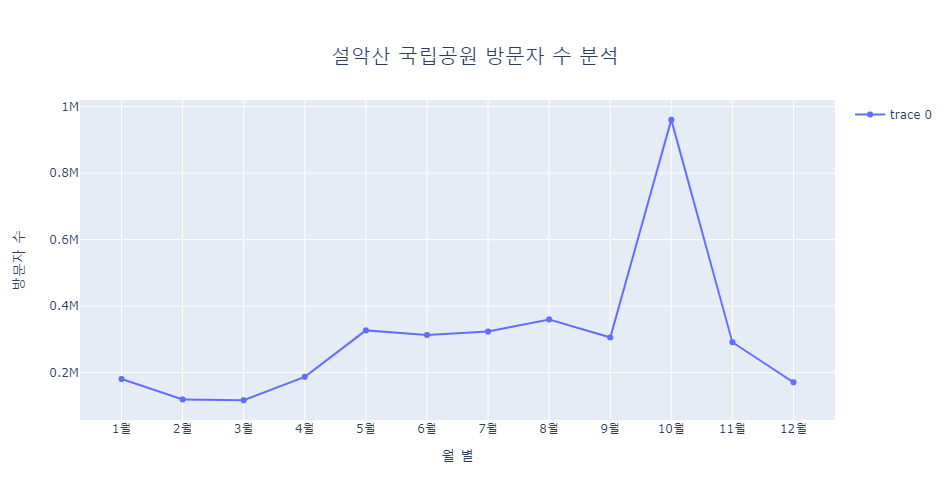 설악산 국립공원 방문자 수 분석
1M
0.8M
0.6M
0.4M
0.2M
방문자 수
1월 2월 3월 4월 5월 6월 7월 8월 9월 10월 11월 12월
월 별
trace 0